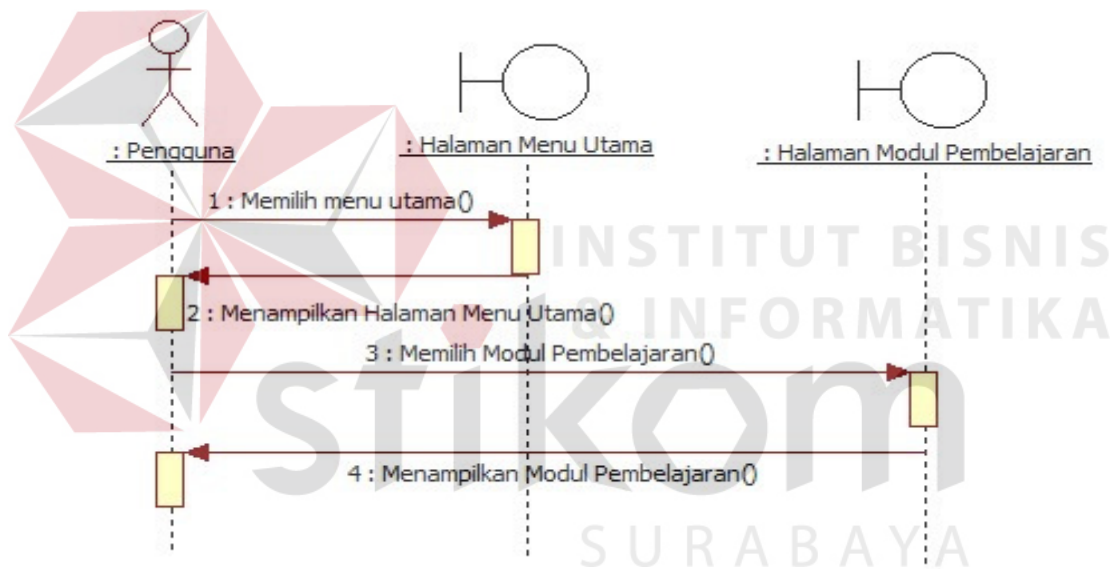 : Pengguna
: Halaman Menu Utama
: Halaman Modul Pembelajaran
1 : Memilih menu utama()
INSTITUT BISNIS
2 : Menampilkan Halaman Menu Utama()
& INFORMATIKA
3 : Memilih Modul Pembelajaran()
stikom
4 : Menampilkan Modul Pembelajaran()
SURABAYA